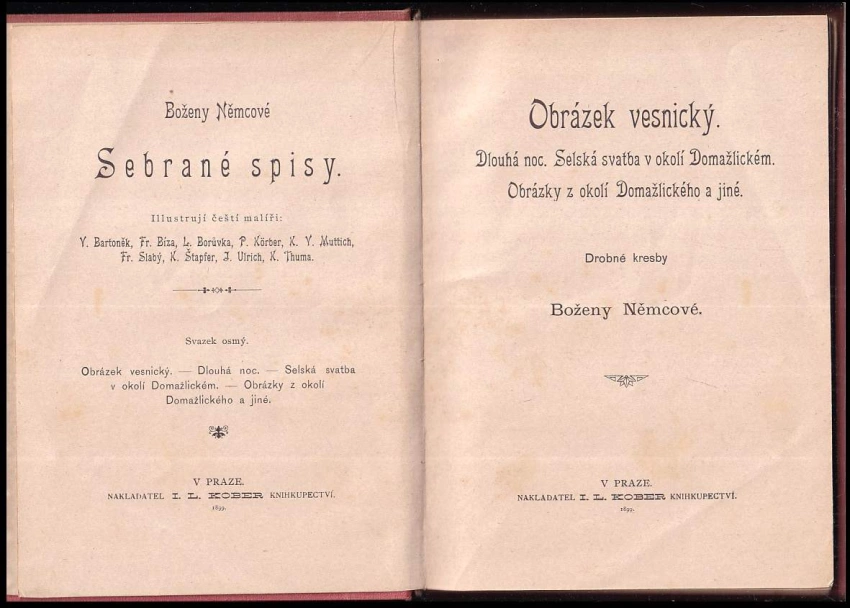 Boženy Němcové
Sebrané spisy.
Illustrují čeští malíři:
V. Bartoněk, Fr. Bíza, L. Borůvka, P. Körber, K. V. Muttich,
Fr. Slabý, K. Štapfer, J. Ulrich, K. Thuma.
Svazek osmý.
Obrázek vesnický. — Dlouhá noc. — Selská svatba
v okolí Domažlickém. — Obrázky z okolí
Domažlického a jiné.
V PRAZE.
NAKLADATEL I. L. KOBER KNIHKUPECTVÍ.
1899.
Obrázek vesnický.
Dlouhá noc. Selská svatba v okolí Domažlickém.
Obrázky z okolí Domažlického a jiné.
Drobné kresby
Boženy Němcové.
V PRAZE.
NAKLADATEL I. L. KOBER KNIHKUPECTVÍ.
1899.